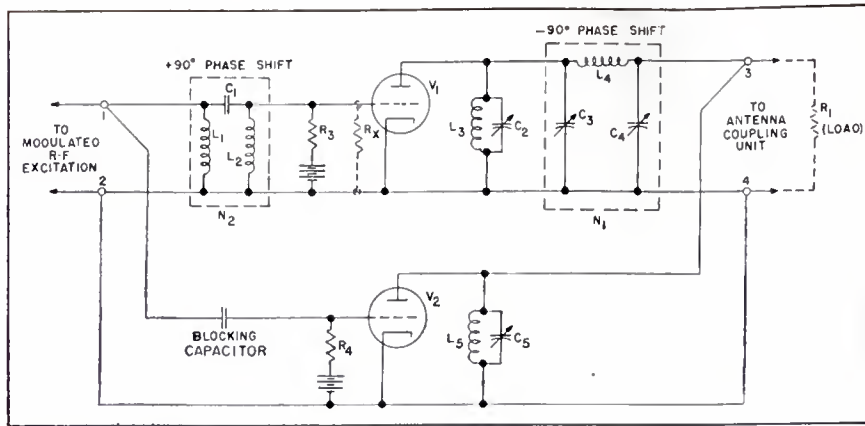 +90° PHASE SHIFT
-90° PHASE SHIFT
C1
V1
L4
3
1
TO
MODULATED
R-F
EXCITATION
L1
L2
R3
RX
L3
C2
C3
C4
TO
ANTENNA
COUPLING
UNIT
R1
(LOAD)
2
N2
N1
4
V2
BLOCKING
CAPACITOR
R4
L5
C5